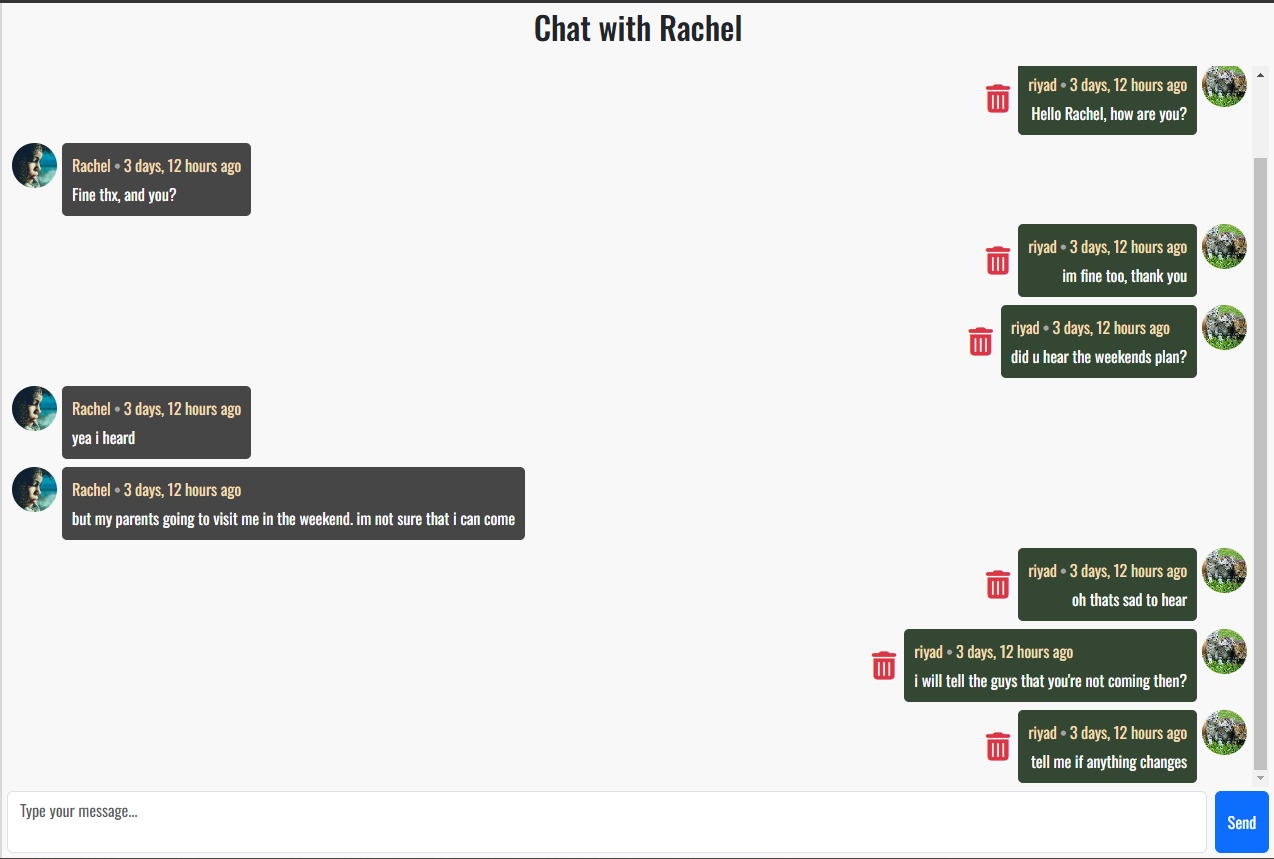 Chat with Rachel
riyad • 3 days, 12 hours ago
Hello Rachel, how are you?
Rachel • 3 days, 12 hours ago
Fine thx, and you?
riyad • 3 days, 12 hours ago
im fine too, thank you
riyad • 3 days, 12 hours ago
did u hear the weekends plan?
Rachel • 3 days, 12 hours ago
yea i heard
Rachel • 3 days, 12 hours ago
but my parents going to visit me in the weekend. im not sure that i can come
riyad • 3 days, 12 hours ago
oh thats sad to hear
riyad • 3 days, 12 hours ago
i will tell the guys that you're not coming then?
riyad • 3 days, 12 hours ago
tell me if anything changes
Type your message...
Send